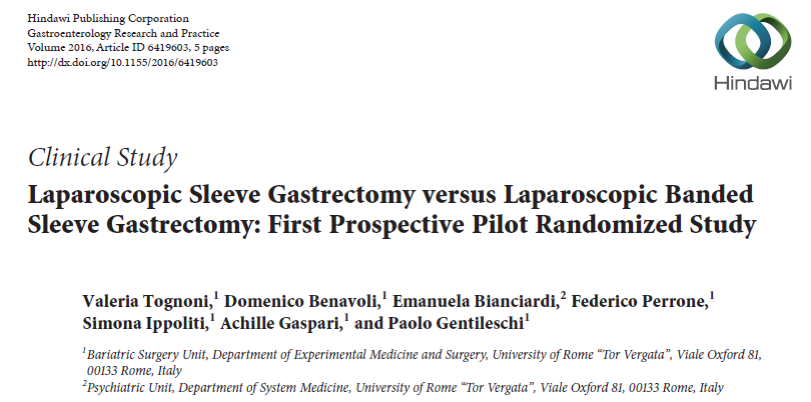 Hindawi Publishing Corporation
Gastroenterology Research and Practice
Volume 2016, Article ID 6419603, 5 pages
http://dx.doi.org/10.1155/2016/6419603
Hindawi
Clinical Study
Laparoscopic Sleeve Gastrectomy versus Laparoscopic Banded
Sleeve Gastrectomy: First Prospective Pilot Randomized Study
Valeria Tognoni,¹ Domenico Benavoli,¹ Emanuela Bianciardi,² Federico Perrone,¹
Simona Ippoliti,¹ Achille Gaspari,¹ and Paolo Gentileschi¹
¹Bariatric Surgery Unit, Department of Experimental Medicine and Surgery, University of Rome “Tor Vergata”, Viale Oxford 81,
00133 Rome, Italy
²Psychiatric Unit, Department of System Medicine, University of Rome “Tor Vergata”, Viale Oxford 81, 00133 Rome, Italy